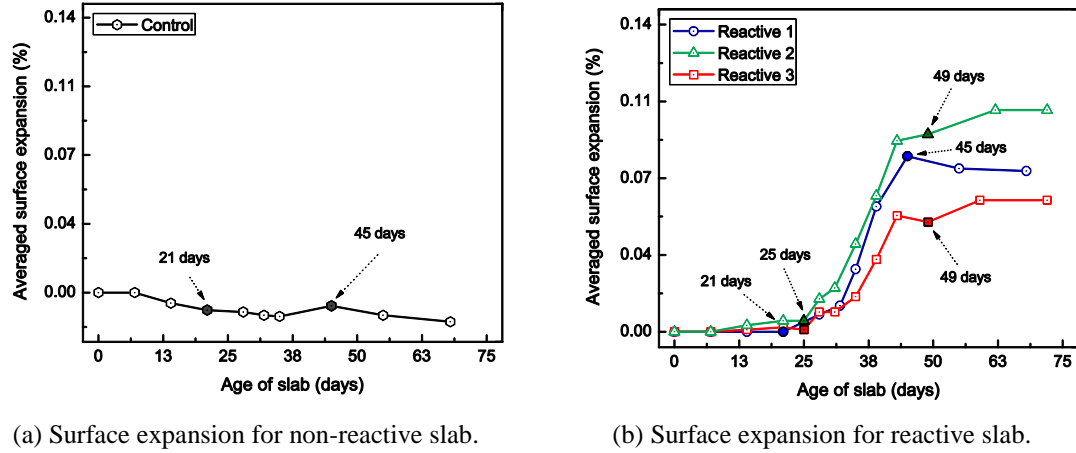 Control
0.14
0.11
0.07
0.04
0.00
Averaged surface expansion (%)
21 days
45 days
0 13 25 38 50 63 75
Age of slab (days)
(a) Surface expansion for non-reactive slab.
Reactive 1
Reactive 2
Reactive 3
0.14
0.11
0.07
0.04
0.00
Averaged surface expansion (%)
49 days
45 days
25 days
21 days
49 days
0 13 25 38 50 63 75
Age of slab (days)
(b) Surface expansion for reactive slab.